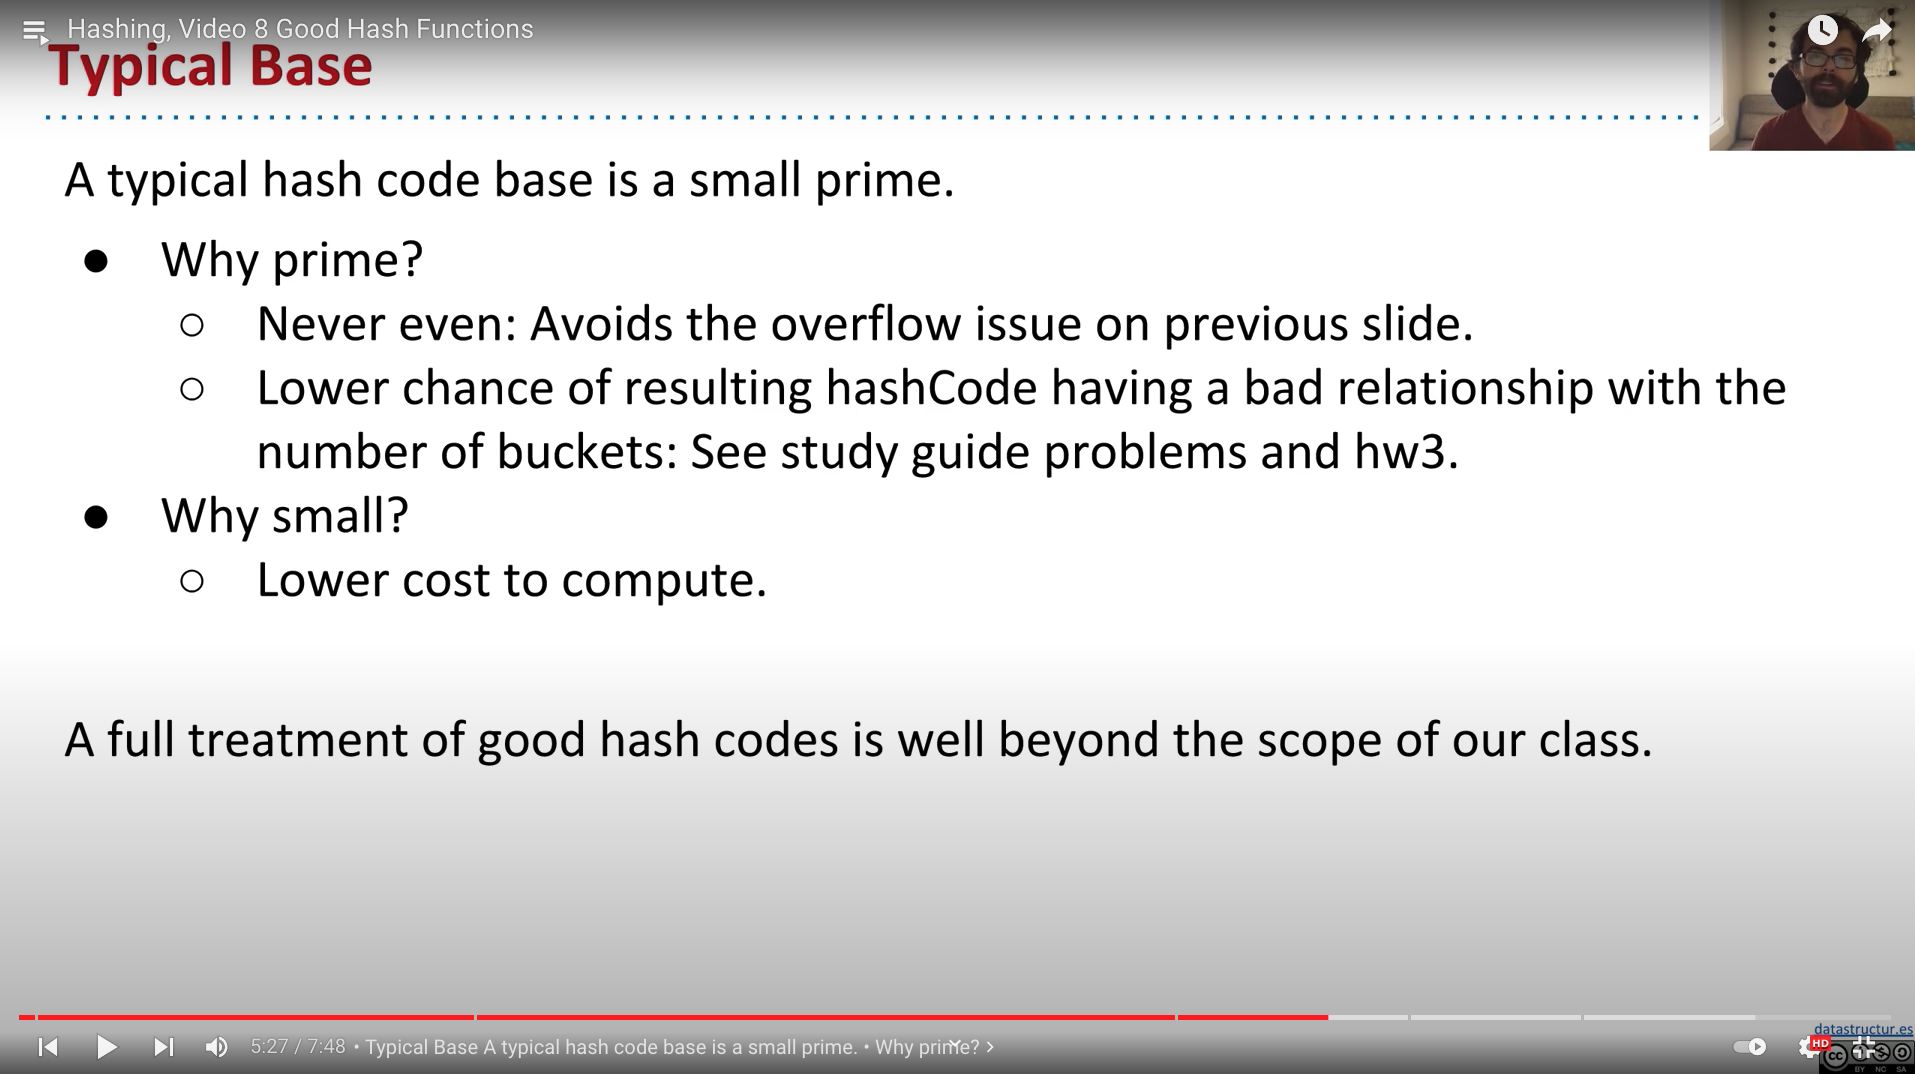 Hashing, Video 8 Good Hash Functions
Typical Base
A typical hash code base is a small prime.
● Why prime?
○ Never even: Avoids the overflow issue on previous slide.
○ Lower chance of resulting hashCode having a bad relationship with the
number of buckets: See study guide problems and hw3.
● Why small?
○ Lower cost to compute.
A full treatment of good hash codes is well beyond the scope of our class.
datastructur.es
5:27 / 7:48 • Typical Base A typical hash code base is a small prime. • Why prime? >
HD
cc
BY NC SA